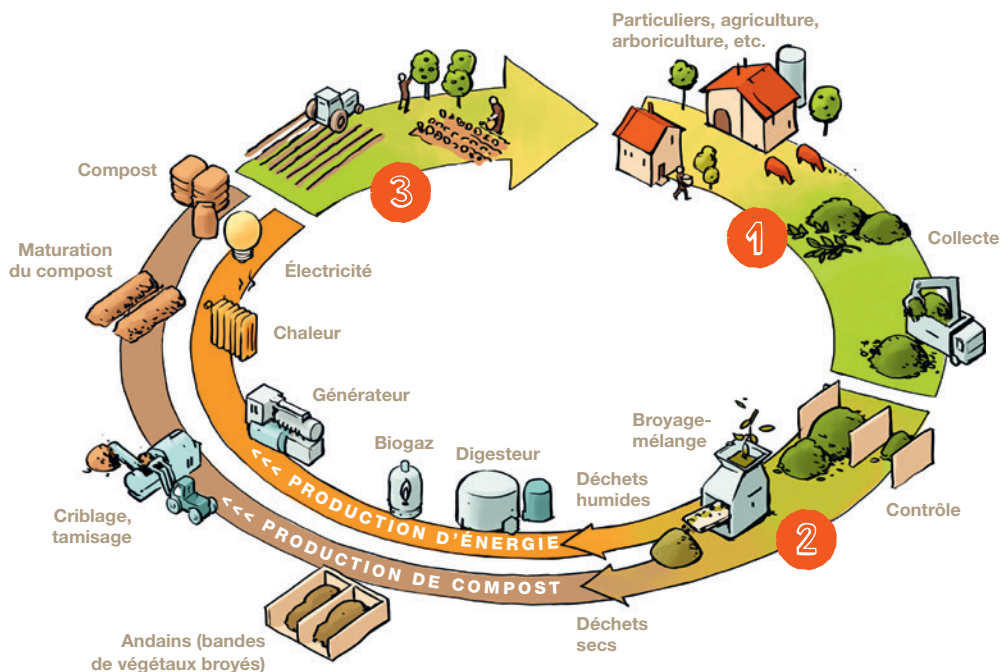 Particuliers, agriculture,
arboriculture, etc.
1
Collecte
Contrôle
2
Broyage-
mélange
Déchets
humides
Déchets
secs
Digesteur
Biogaz
Générateur
Chaleur
Électricité
<<< PRODUCTION D'ÉNERGIE
<<< PRODUCTION DE COMPOST
Andains (bandes
de végétaux broyés)
Criblage,
tamisage
Maturation
du compost
Compost
3